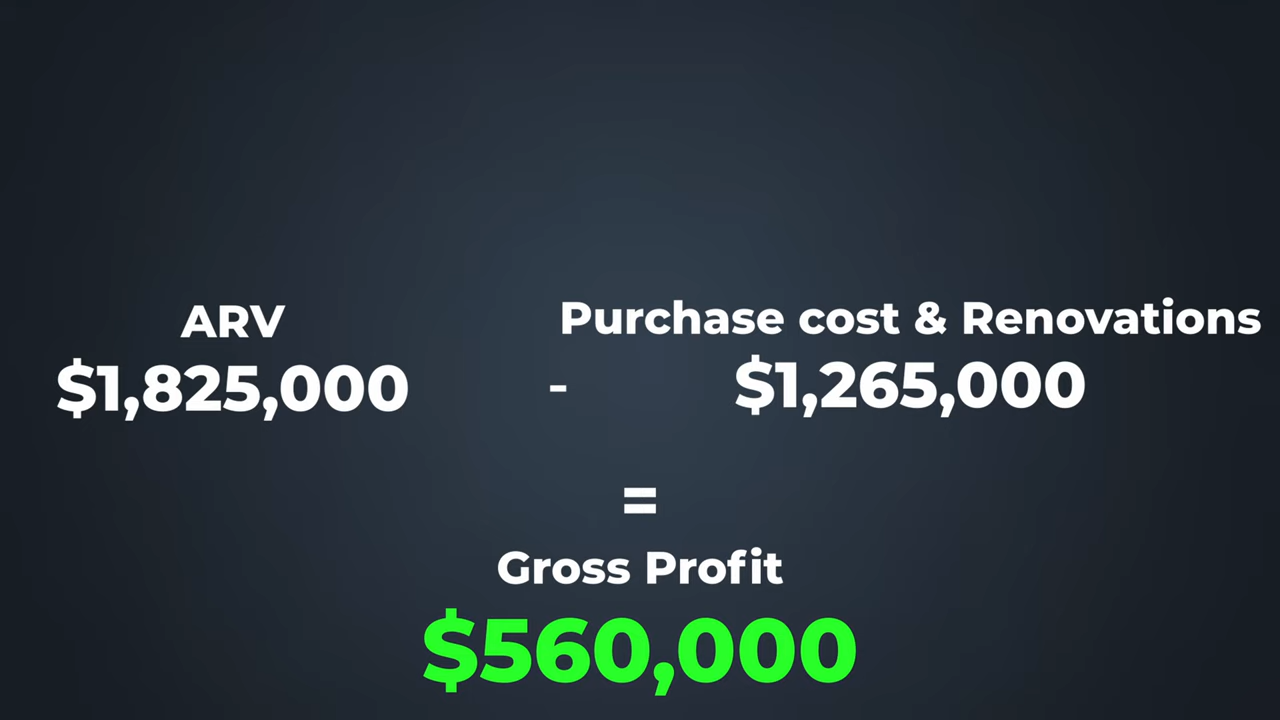 ARV
$1,825,000
-
Purchase cost & Renovations
$1,265,000
=
Gross Profit
$560,000